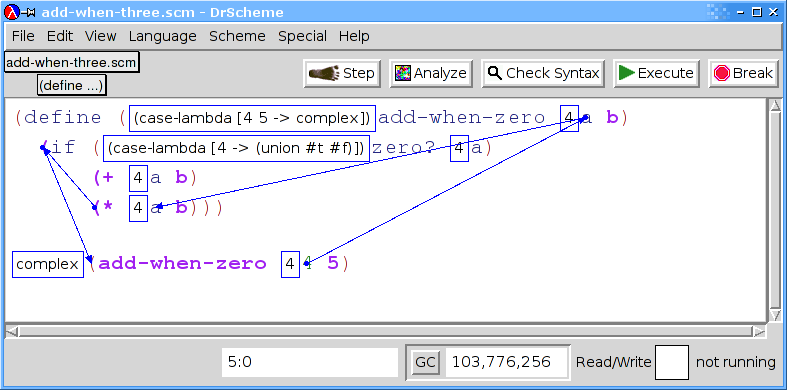 add-when-three.scm - DrScheme
File Edit View Language Scheme Special Help
add-when-three.scm
(define ...)
Step Analyze Check Syntax Execute Break
(define ( (case-lambda [4 5 -> complex]) add-when-zero 4 a b)
(if ( (case-lambda [4 -> (union #t #f)]) zero? 4 a)
(+ 4 a b)
(* 4 a b)))
complex (add-when-zero 4 4 5)
5:0 GC 103,776,256 Read/Write not running